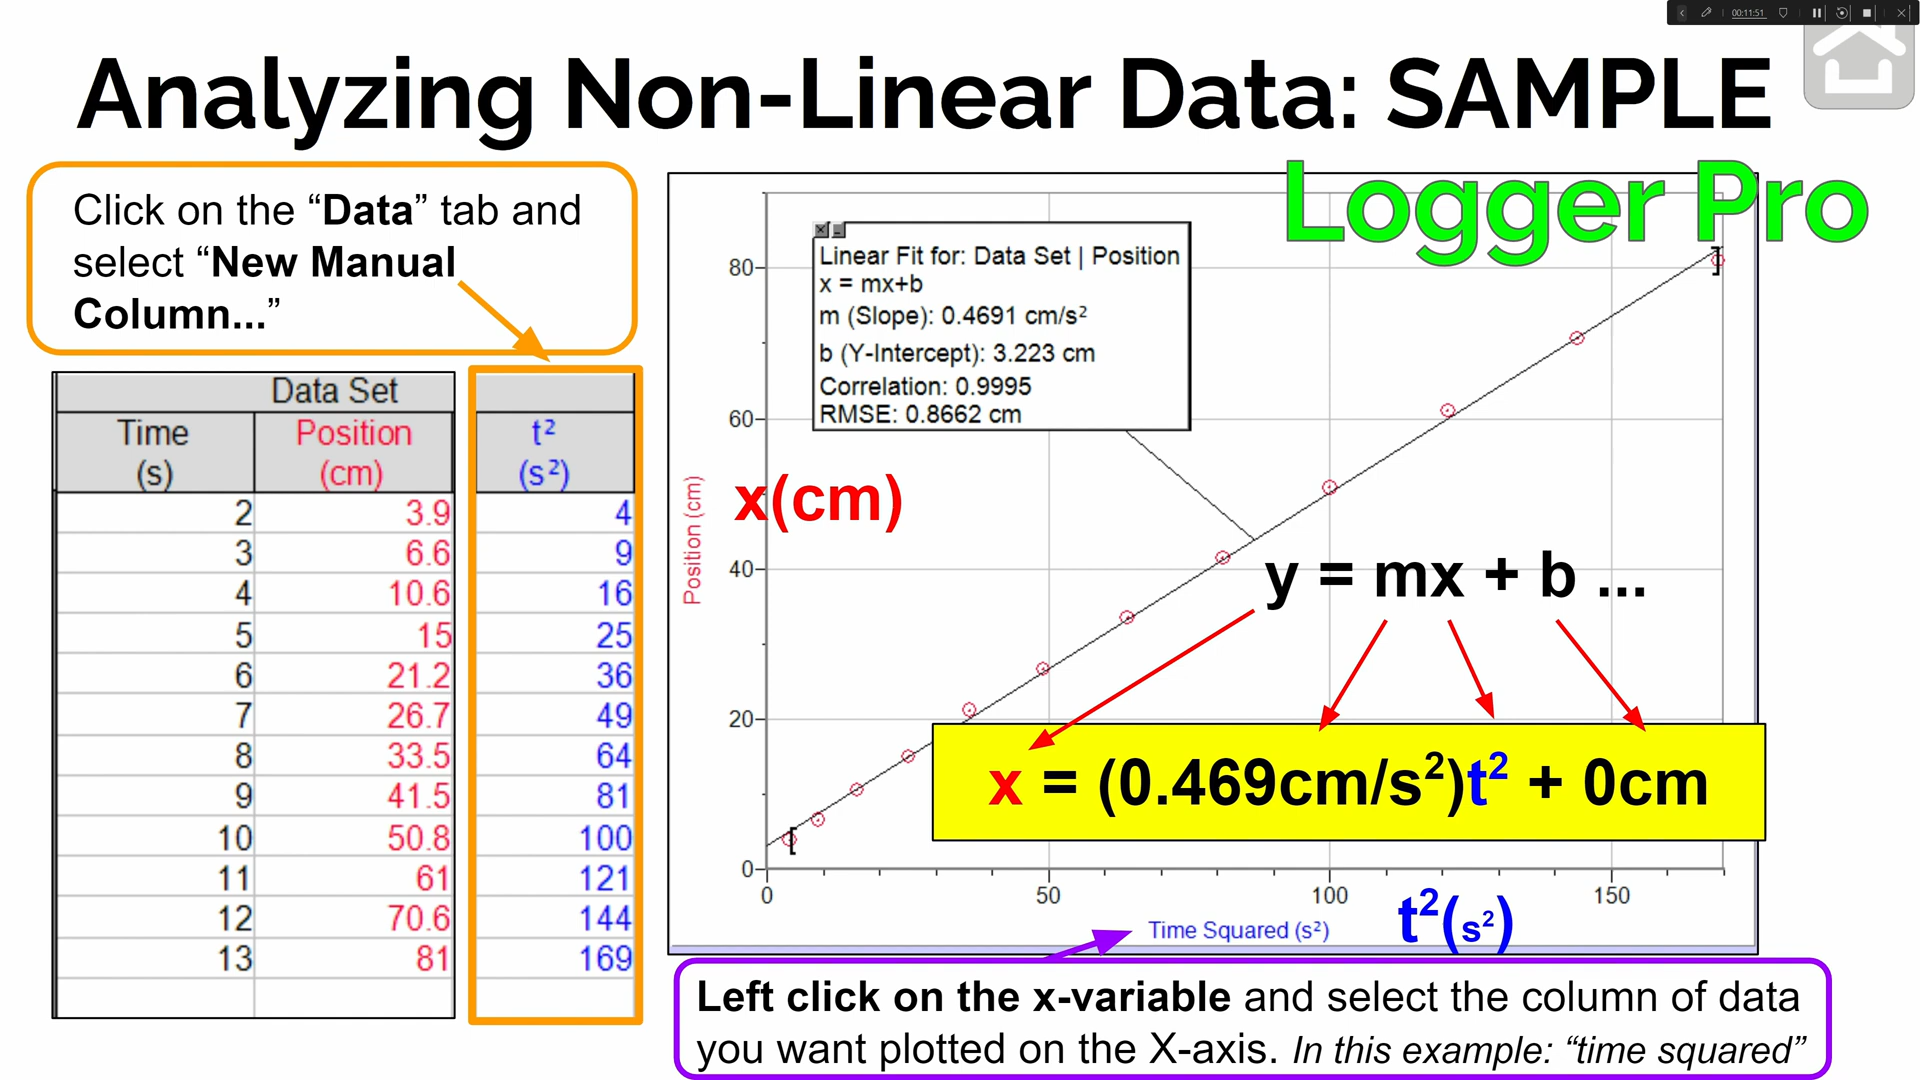 00:11:51
Analyzing Non-Linear Data: SAMPLE
Logger Pro
Click on the “Data” tab and
select “New Manual
Column...”
Data Set
Time Position t²
(s) (cm) (s²)
2 3.9 4
3 6.6 9
4 10.6 16
5 15 25
6 21.2 36
7 26.7 49
8 33.5 64
9 41.5 81
10 50.8 100
11 61 121
12 70.6 144
13 81 169
Linear Fit for: Data Set | Position
x = mx+b
m (Slope): 0.4691 cm/s²
b (Y-Intercept): 3.223 cm
Correlation: 0.9995
RMSE: 0.8662 cm
80
60
40
20
0
Position (cm)
x(cm)
y = mx + b ...
x = (0.469cm/s²)t² + 0cm
0 50 100 150
Time Squared (s²)
t²(s²)
Left click on the x-variable and select the column of data
you want plotted on the X-axis. In this example: “time squared”